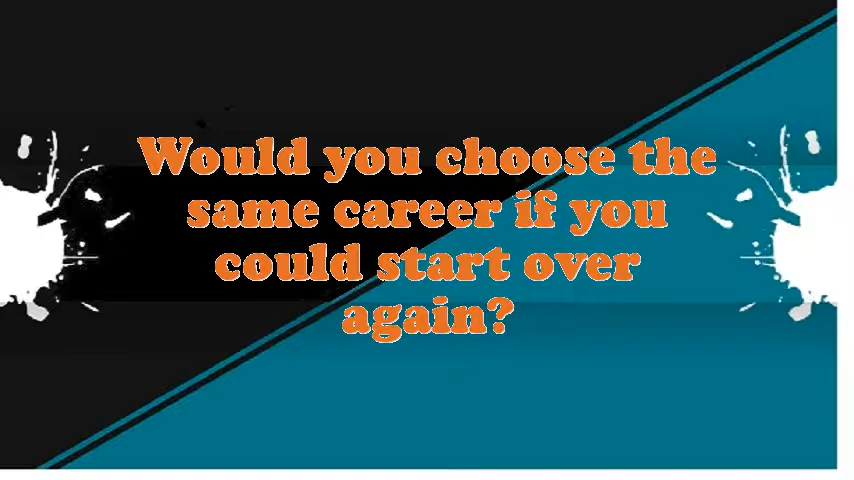 Would you choose the
same career if you
could start over
again?